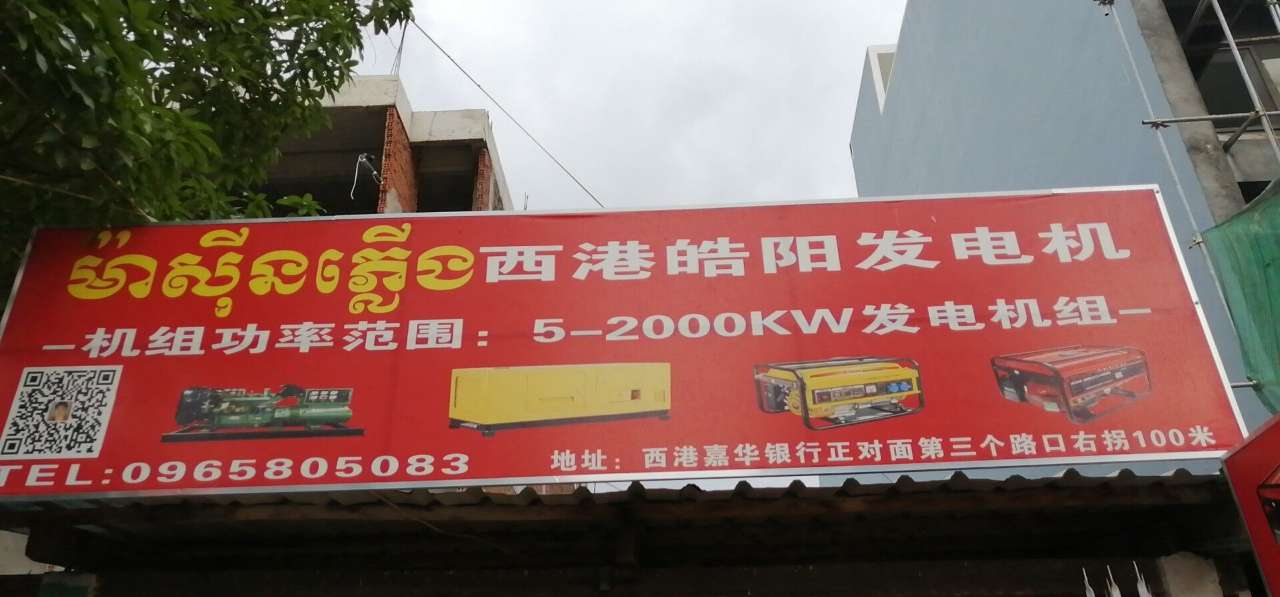 ម៉ាស៊ីនភ្លើង西港皓阳发电机
-机组功率范围：5-2000KW发电机组-
TEL:0965805083
地址：西港嘉华银行正对面第三个路口右拐100米